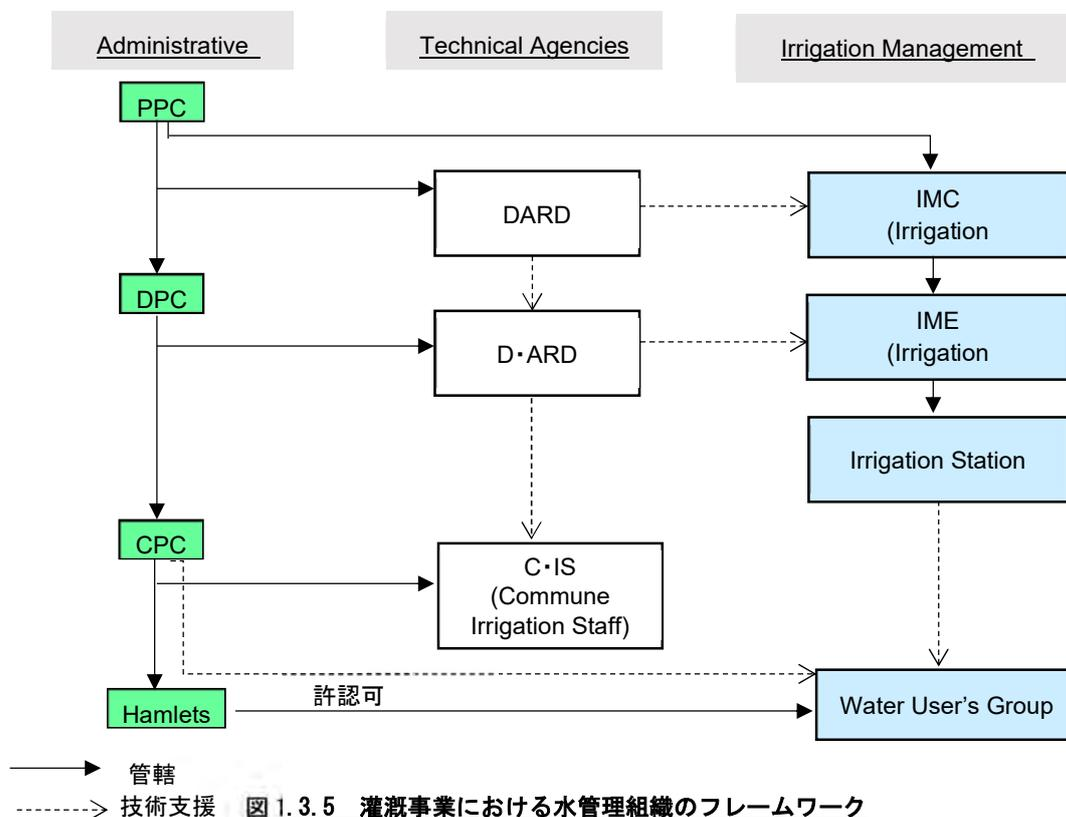 Administrative
Technical Agencies
Irrigation Management
PPC
DARD
IMC
(Irrigation
DPC
D・ARD
IME
(Irrigation
Irrigation Station
CPC
C・IS
(Commune
Irrigation Staff)
許認可
Hamlets
Water User's Group
管轄
技術支援
図1.3.5 灌漑事業における水管理組織のフレームワーク